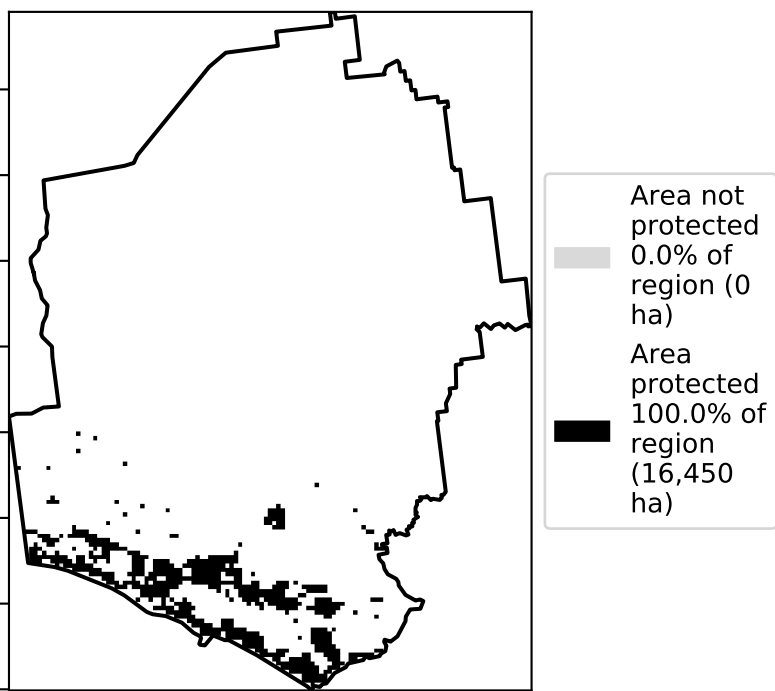 Area not
protected
0.0% of
region (0
ha)
Area
protected
100.0% of
region
(16,450
ha)